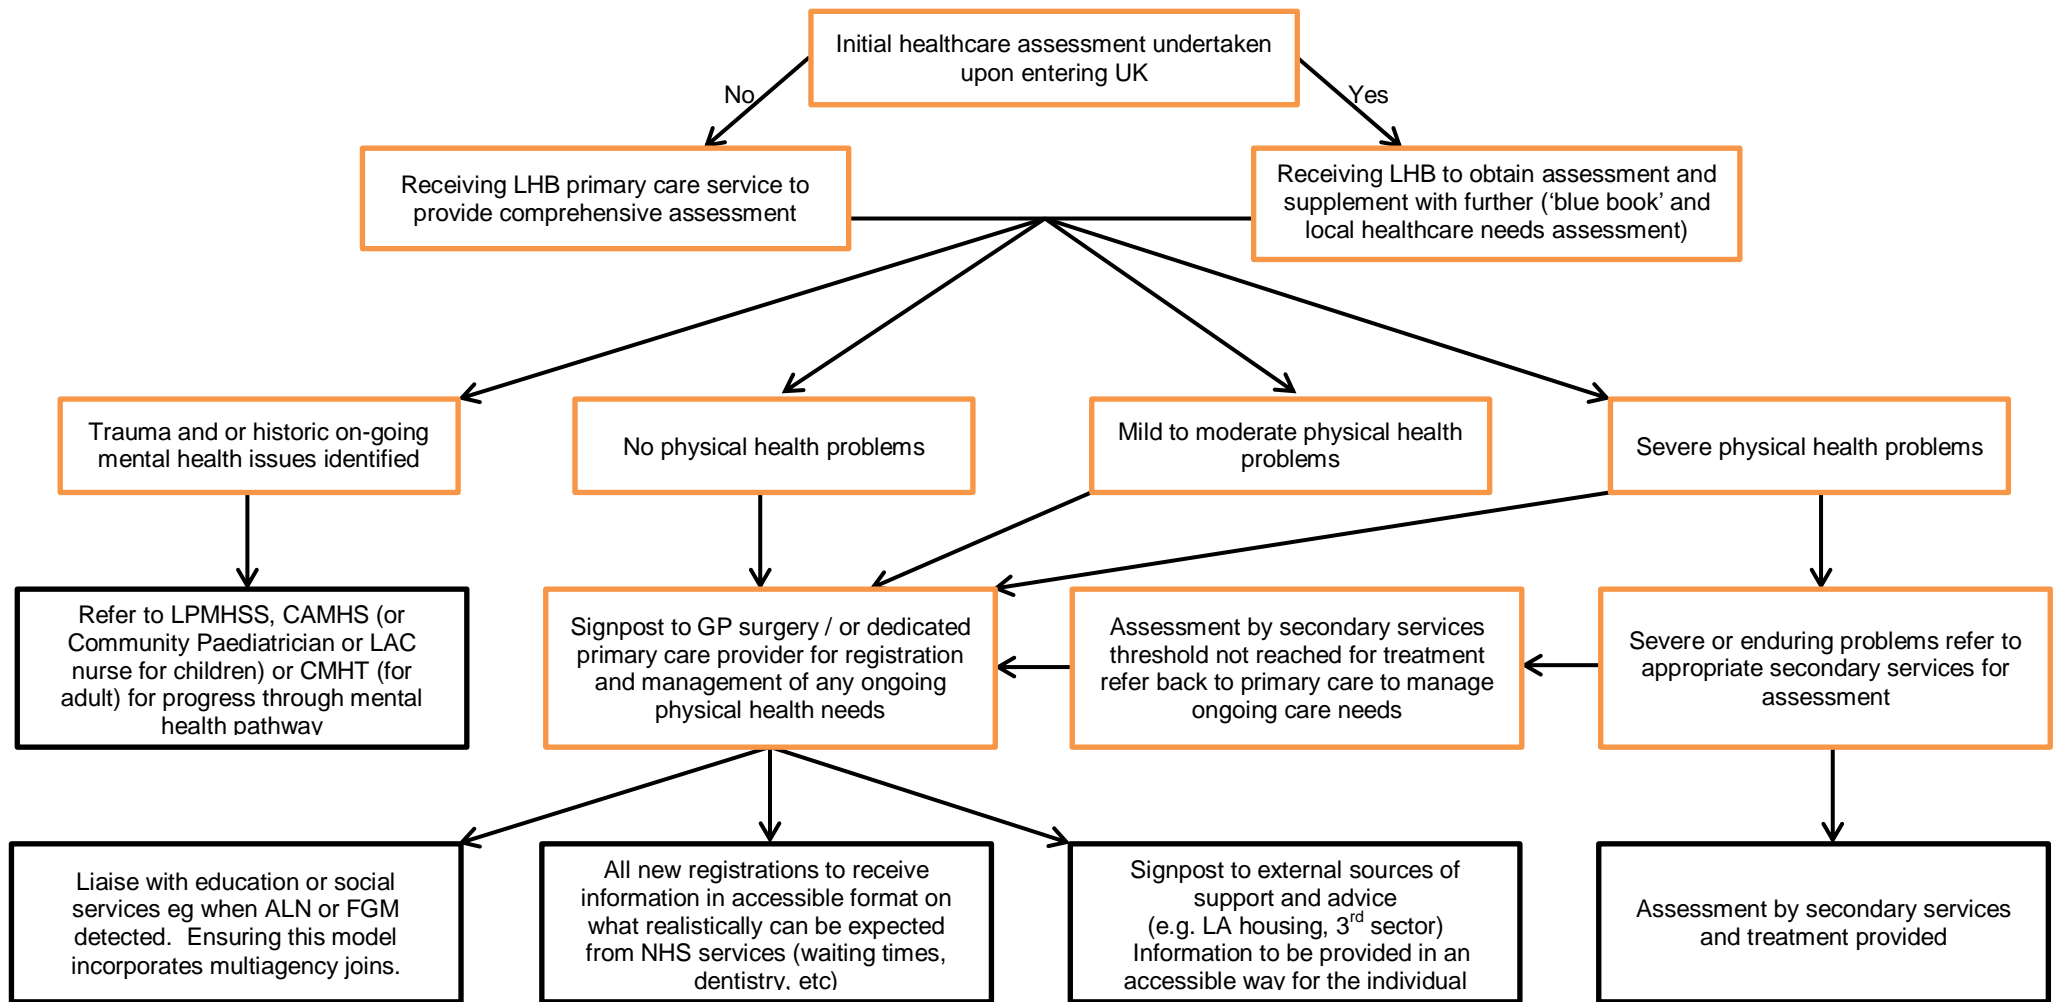 Initial healthcare assessment undertaken
upon entering UK
No
Yes
Receiving LHB primary care service to
provide comprehensive assessment
Receiving LHB to obtain assessment and
supplement with further (‘blue book’ and
local healthcare needs assessment)
Trauma and or historic on-going
mental health issues identified
No physical health problems
Mild to moderate physical health
problems
Severe physical health problems
Refer to LPMHSS, CAMHS (or
Community Paediatrician or LAC
nurse for children) or CMHT (for
adult) for progress through mental
health pathway
Signpost to GP surgery / or dedicated
primary care provider for registration
and management of any ongoing
physical health needs
Assessment by secondary services
threshold not reached for treatment
refer back to primary care to manage
ongoing care needs
Severe or enduring problems refer to
appropriate secondary services for
assessment
Liaise with education or social
services eg when ALN or FGM
detected.  Ensuring this model
incorporates multiagency joins.
All new registrations to receive
information in accessible format on
what realistically can be expected
from NHS services (waiting times,
dentistry, etc)
Signpost to external sources of
support and advice
(e.g. LA housing, 3rd sector)
Information to be provided in an
accessible way for the individual
Assessment by secondary services
and treatment provided